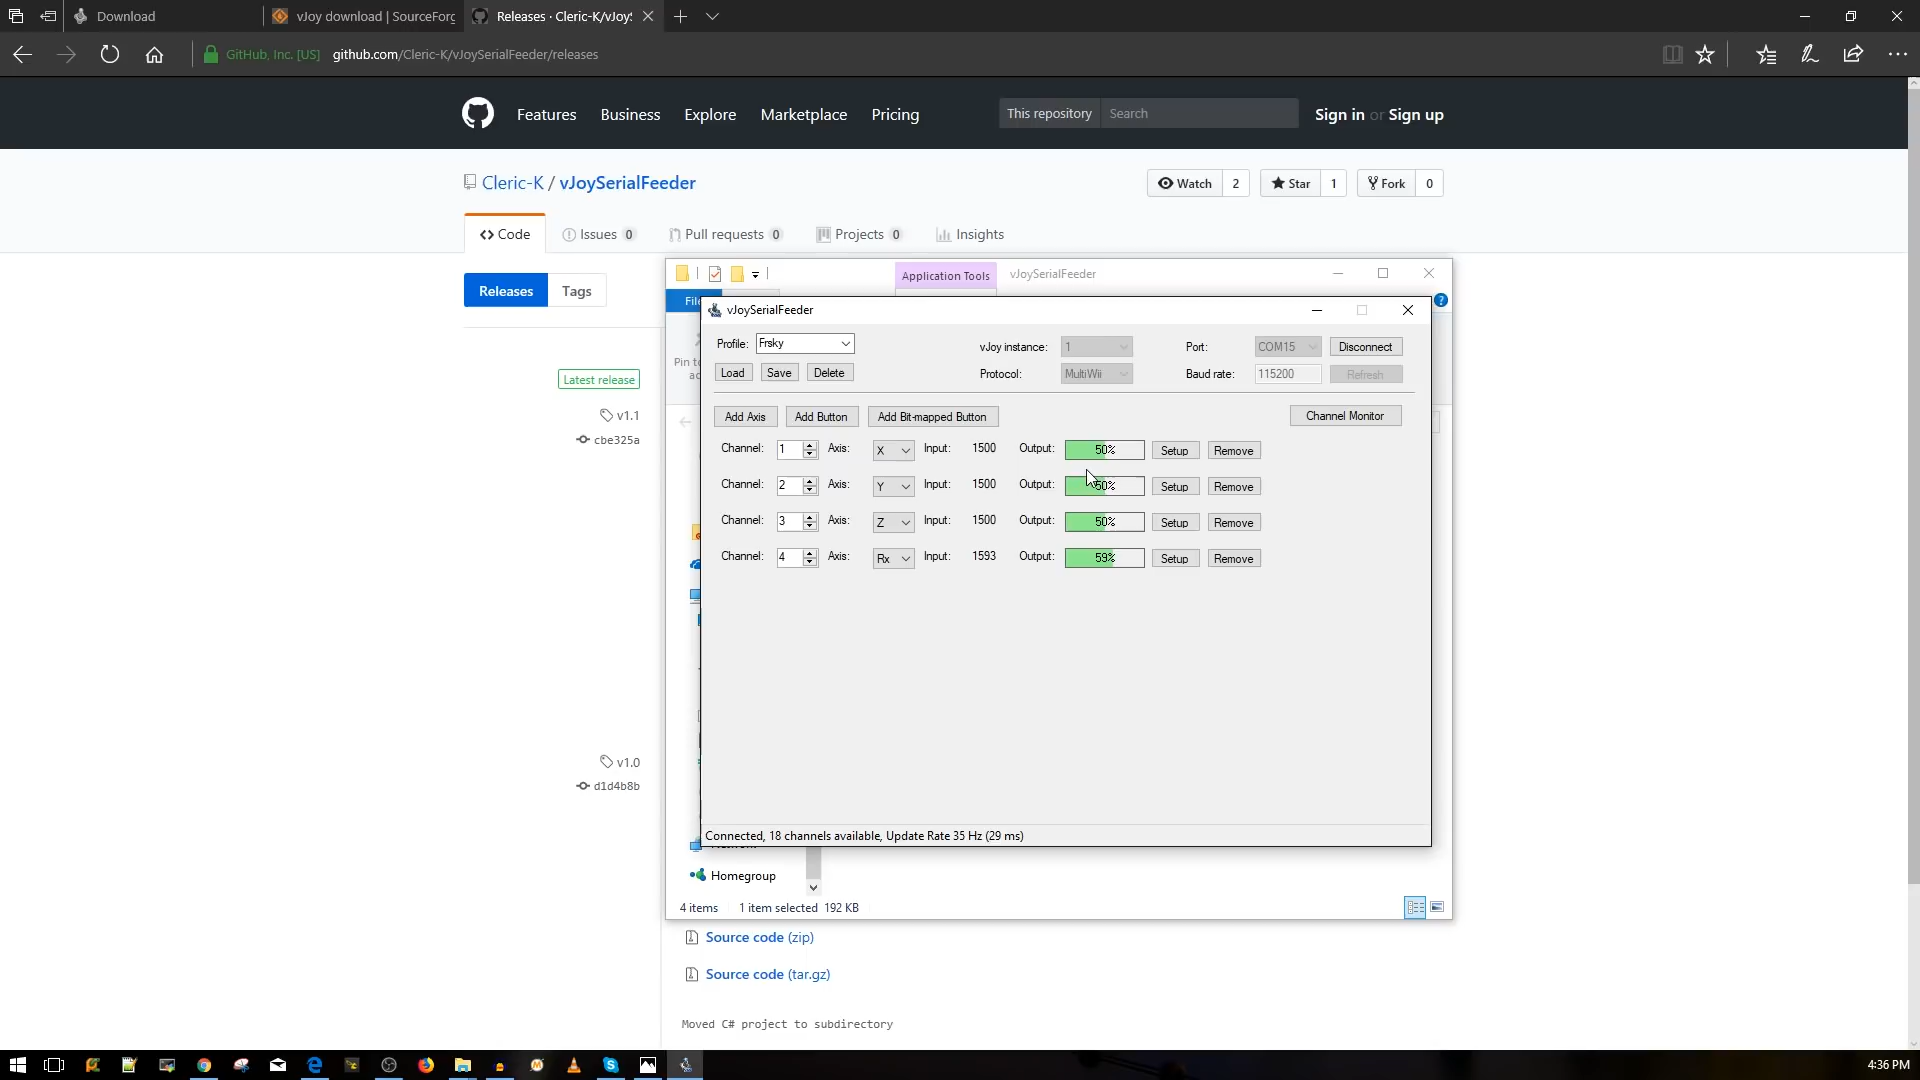 Download
vJoy download | SourceForg
Releases · Cleric-K/vJoyS
GitHub, Inc. [US]
github.com/Cleric-K/vJoySerialFeeder/releases
Features
Business
Explore
Marketplace
Pricing
This repository
Search
Sign in or Sign up
Cleric-K / vJoySerialFeeder
Watch 2
Star 1
Fork 0
Code
Issues 0
Pull requests 0
Projects 0
Insights
Releases
Tags
Application Tools
vJoySerialFeeder
Latest release
v1.1
cbe325a
v1.0
d1d4b8b
vJoySerialFeeder
Profile: Frsky
vJoy instance: 1
Port: COM15
Disconnect
Load
Save
Delete
Protocol: MultiWii
Baud rate: 115200
Refresh
Add Axis
Add Button
Add Bit-mapped Button
Channel Monitor
Channel: 1 Axis: X Input: 1500 Output: 50% Setup Remove
Channel: 2 Axis: Y Input: 1500 Output: 50% Setup Remove
Channel: 3 Axis: Z Input: 1500 Output: 50% Setup Remove
Channel: 4 Axis: Rx Input: 1593 Output: 59% Setup Remove
Connected, 18 channels available, Update Rate 35 Hz (29 ms)
Homegroup
4 items
1 item selected 192 KB
Source code (zip)
Source code (tar.gz)
Moved C# project to subdirectory
4:36 PM